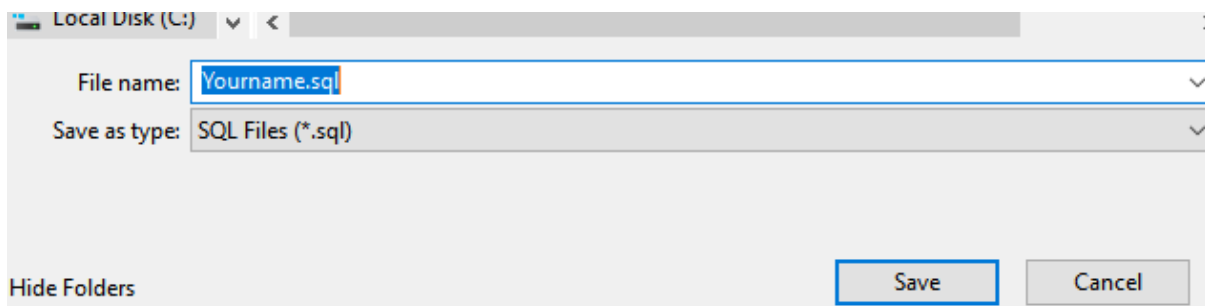 Local Disk (C:)
File name: Yourname.sql
Save as type: SQL Files (*.sql)
Hide Folders
Save
Cancel